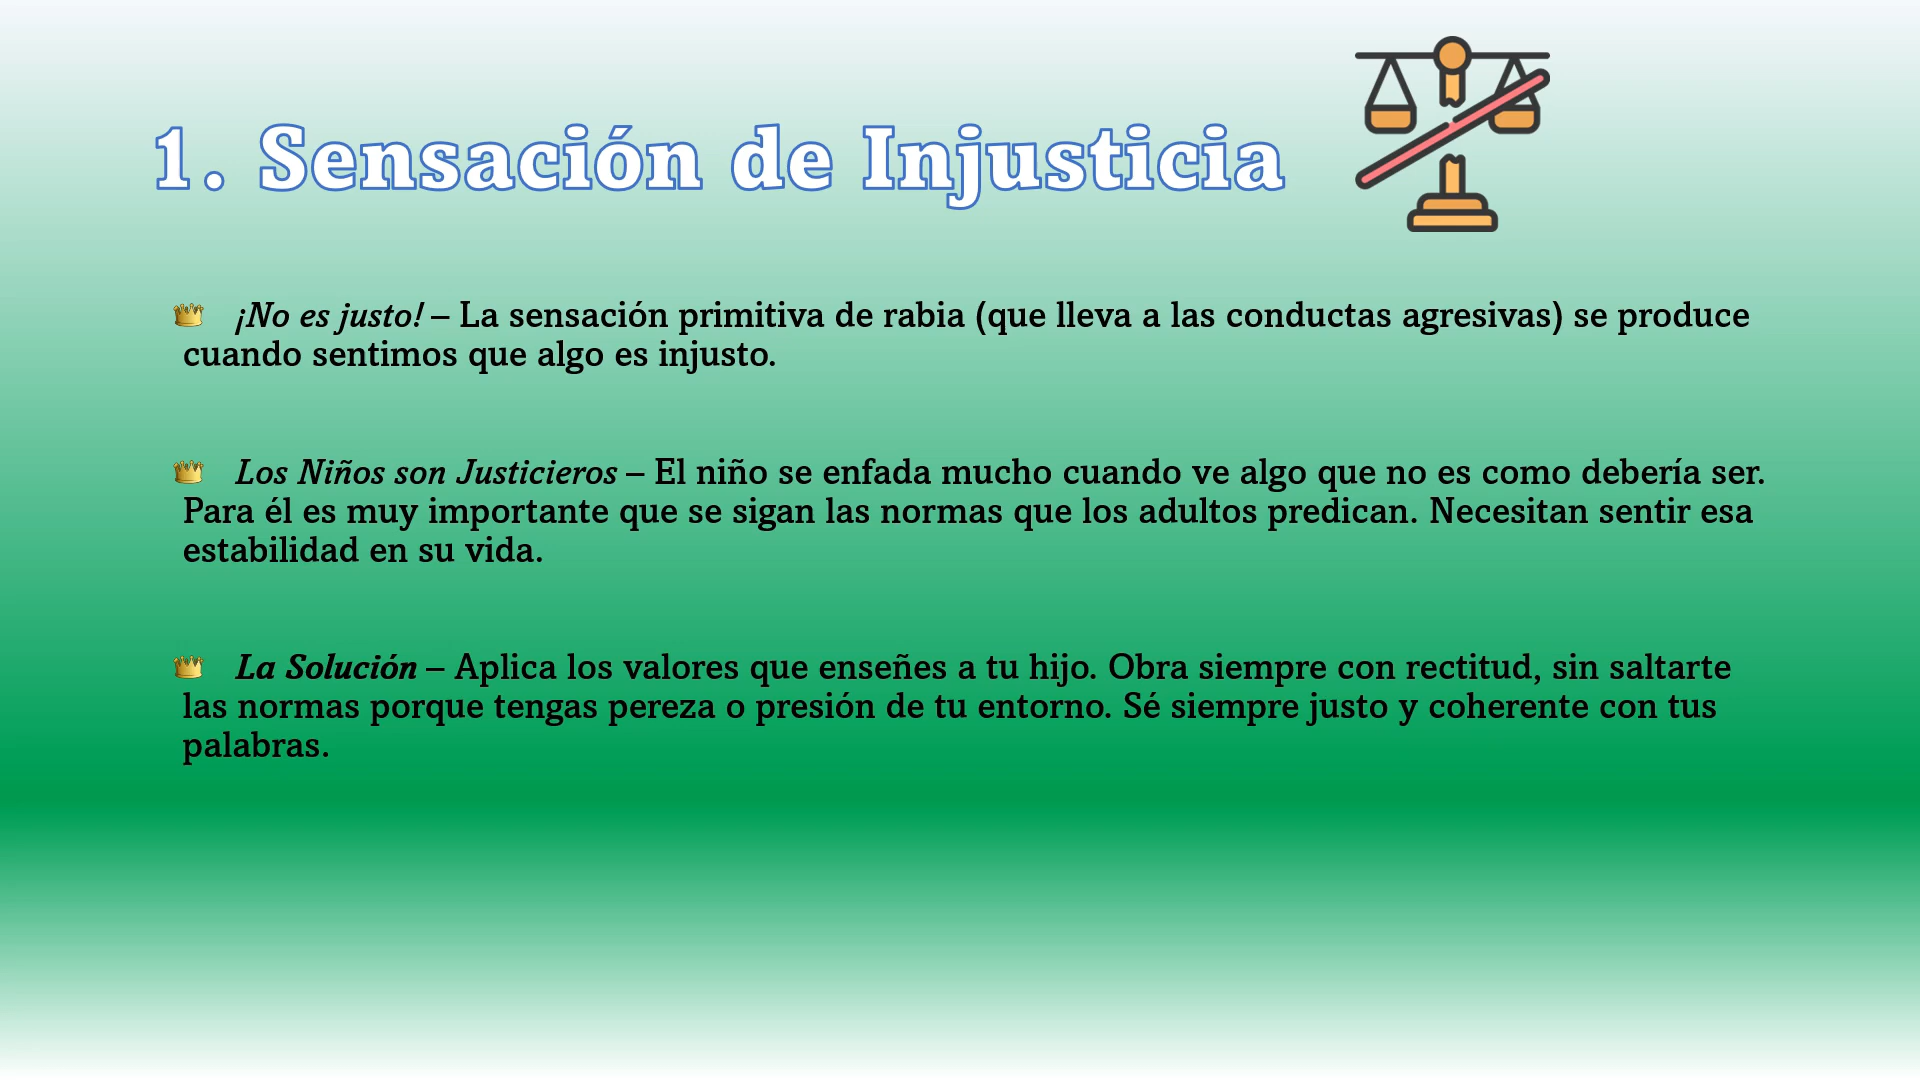 1. Sensación de Injusticia
¡No es justo! – La sensación primitiva de rabia (que lleva a las conductas agresivas) se produce
cuando sentimos que algo es injusto.
Los Niños son Justicieros – El niño se enfada mucho cuando ve algo que no es como debería ser.
Para él es muy importante que se sigan las normas que los adultos predican. Necesitan sentir esa
estabilidad en su vida.
La Solución – Aplica los valores que enseñes a tu hijo. Obra siempre con rectitud, sin saltarte
las normas porque tengas pereza o presión de tu entorno. Sé siempre justo y coherente con tus
palabras.